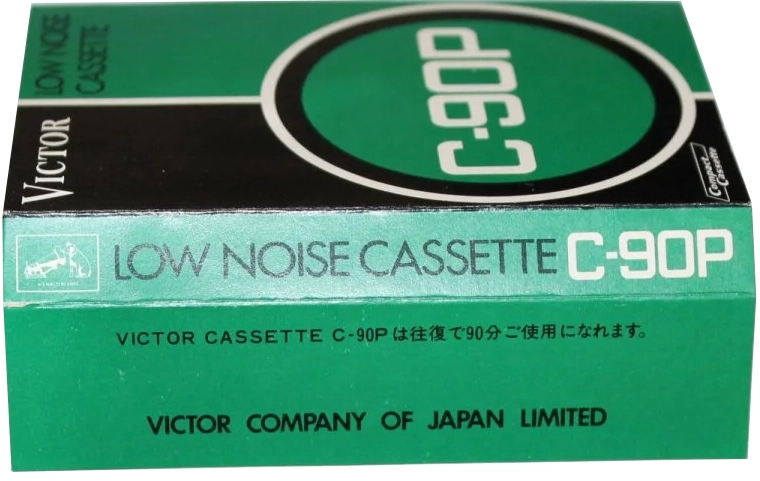 LOW NOISE
CASSETTE
VICTOR
C-90P
Compact
Cassette
LOW NOISE CASSETTE C-90P
VICTOR CASSETTE C-90Pは往復で90分ご使用になれます。
VICTOR COMPANY OF JAPAN LIMITED